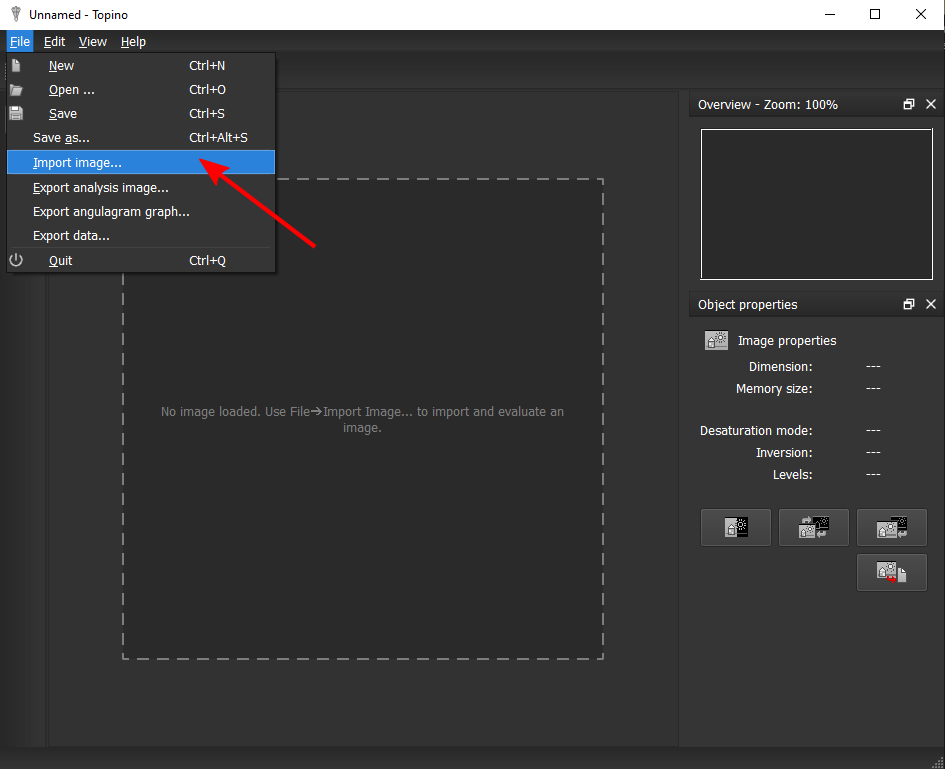 Unnamed - Topino
File Edit View Help
New Ctrl+N
Open ... Ctrl+O
Save Ctrl+S
Save as... Ctrl+Alt+S
Import image...
Export analysis image...
Export angulagram graph...
Export data...
Quit Ctrl+Q
No image loaded. Use File→Import Image... to import and evaluate an
image.
Overview - Zoom: 100%
Object properties
Image properties
Dimension: ---
Memory size: ---
Desaturation mode: ---
Inversion: ---
Levels: ---